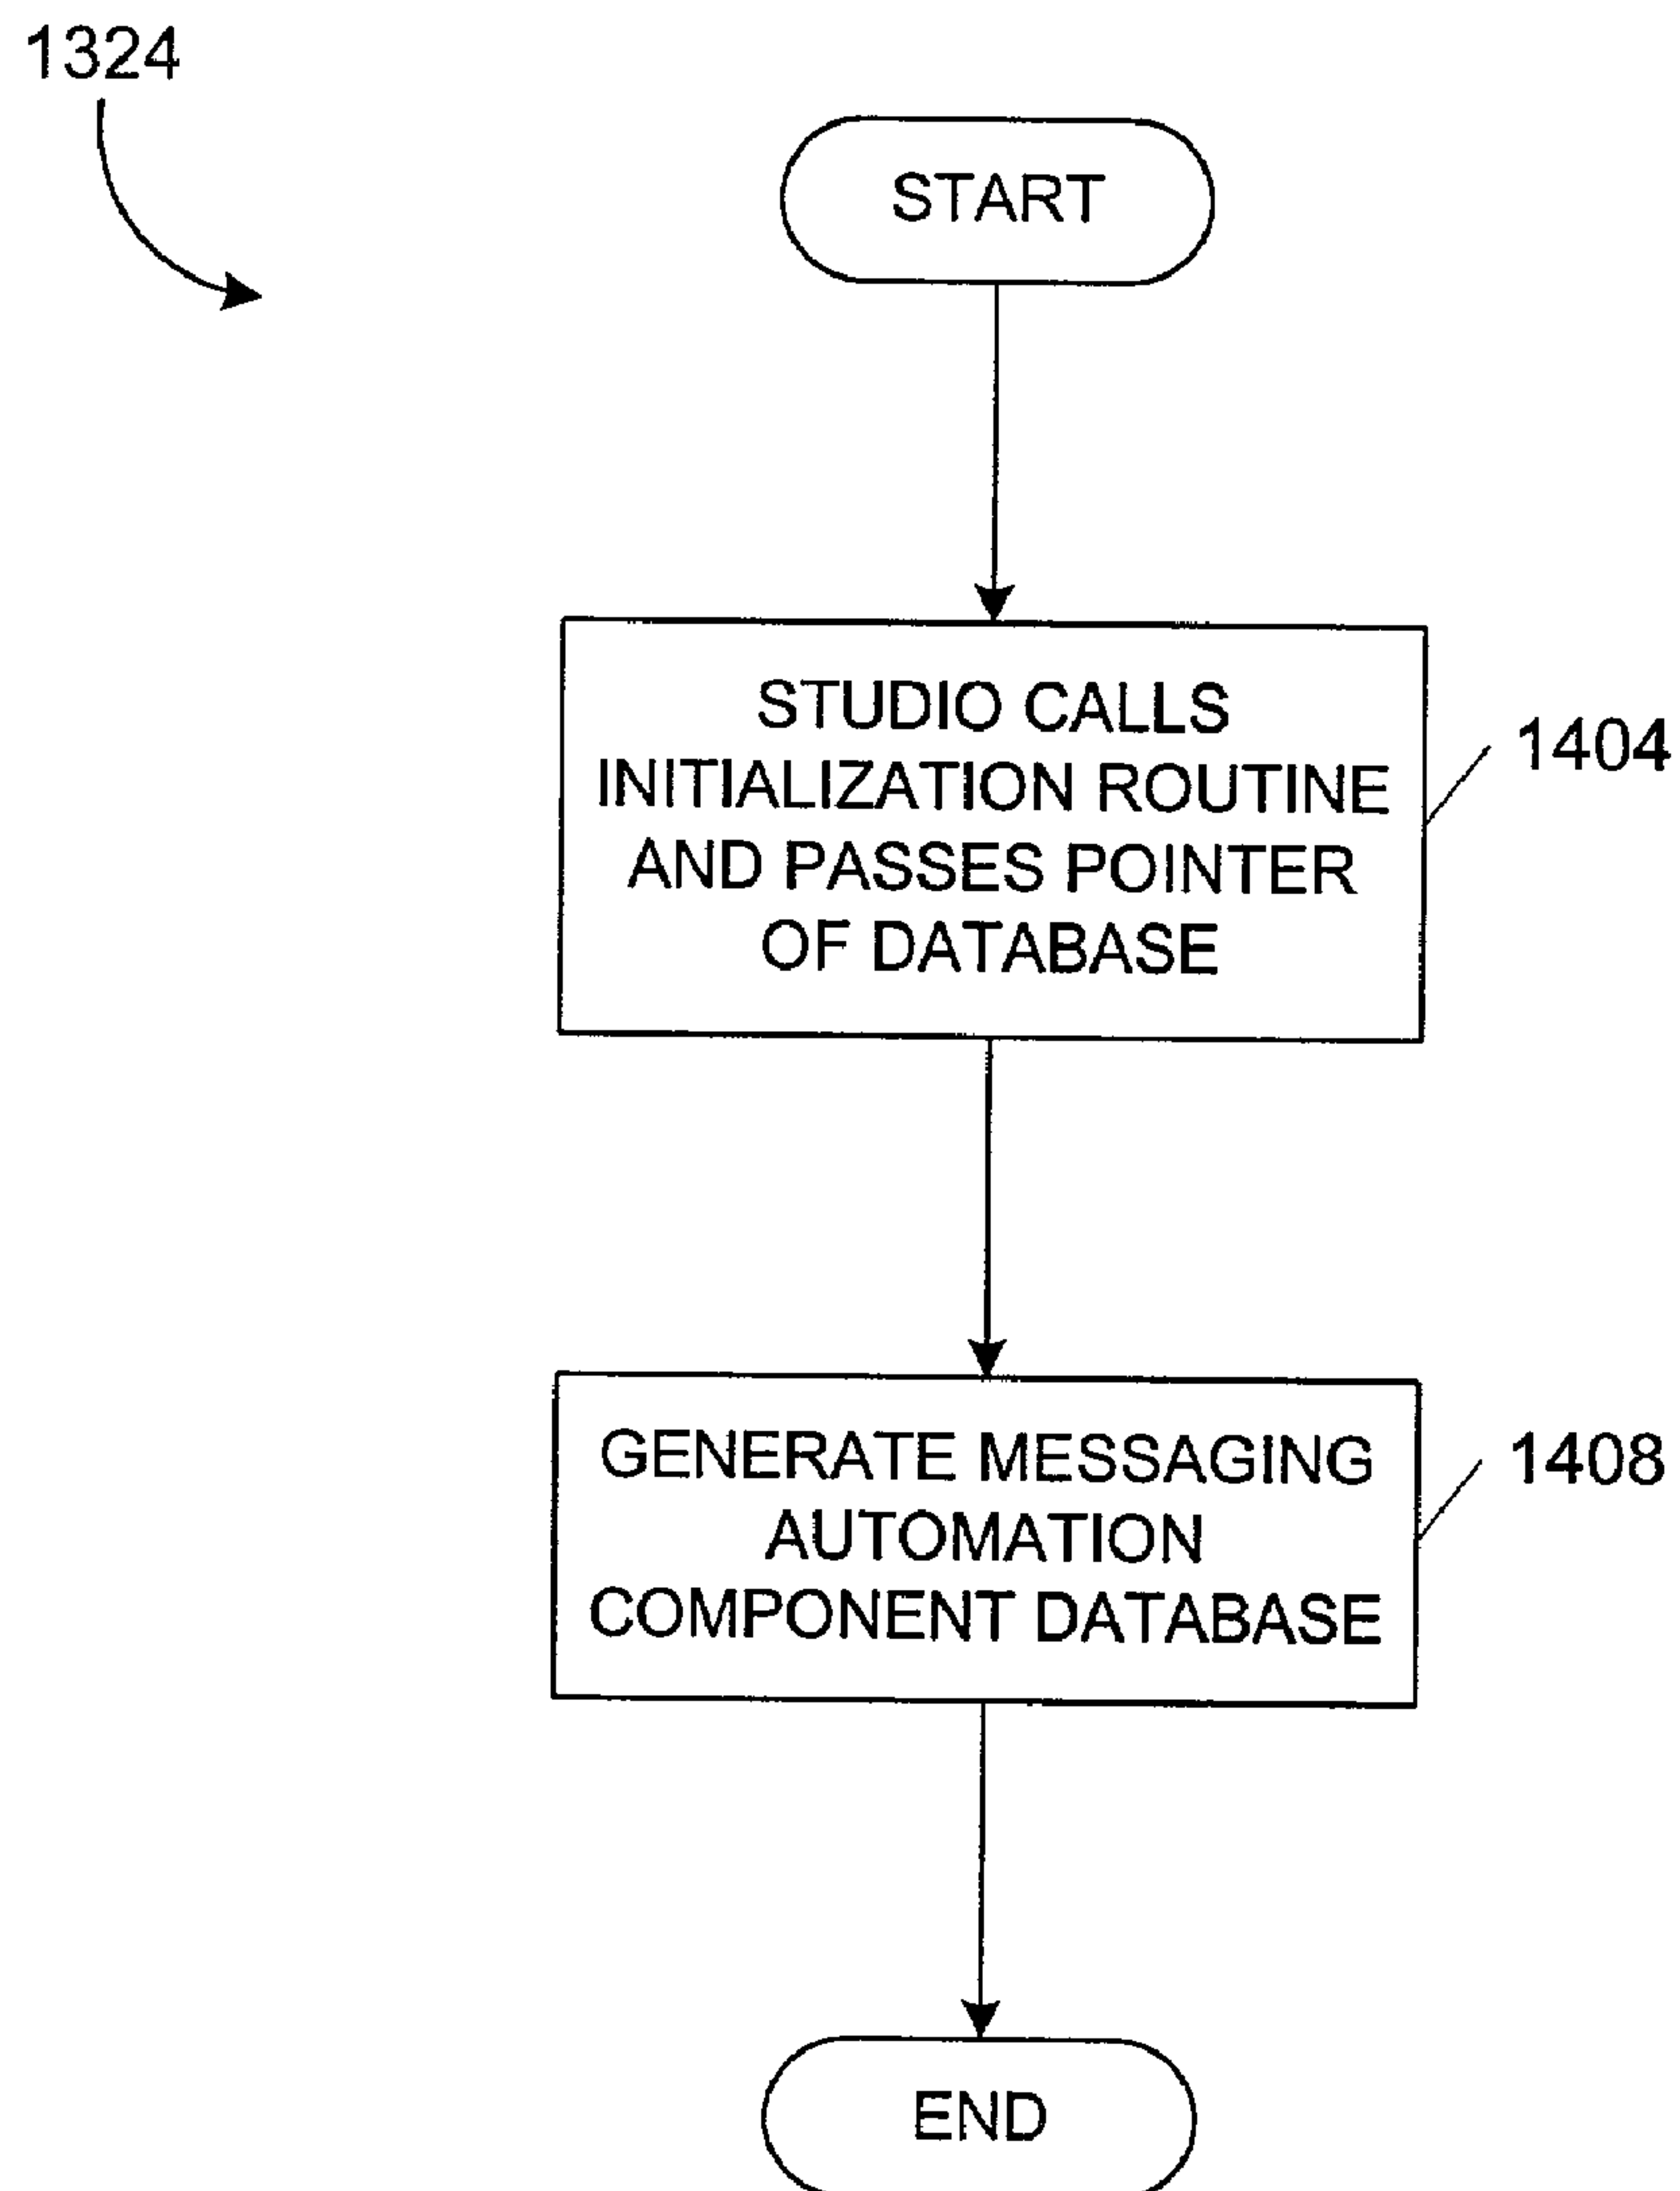 1324
START
STUDIO CALLS
INITIALIZATION ROUTINE
AND PASSES POINTER
OF DATABASE
1404
GENERATE MESSAGING
AUTOMATION
COMPONENT DATABASE
1408
END